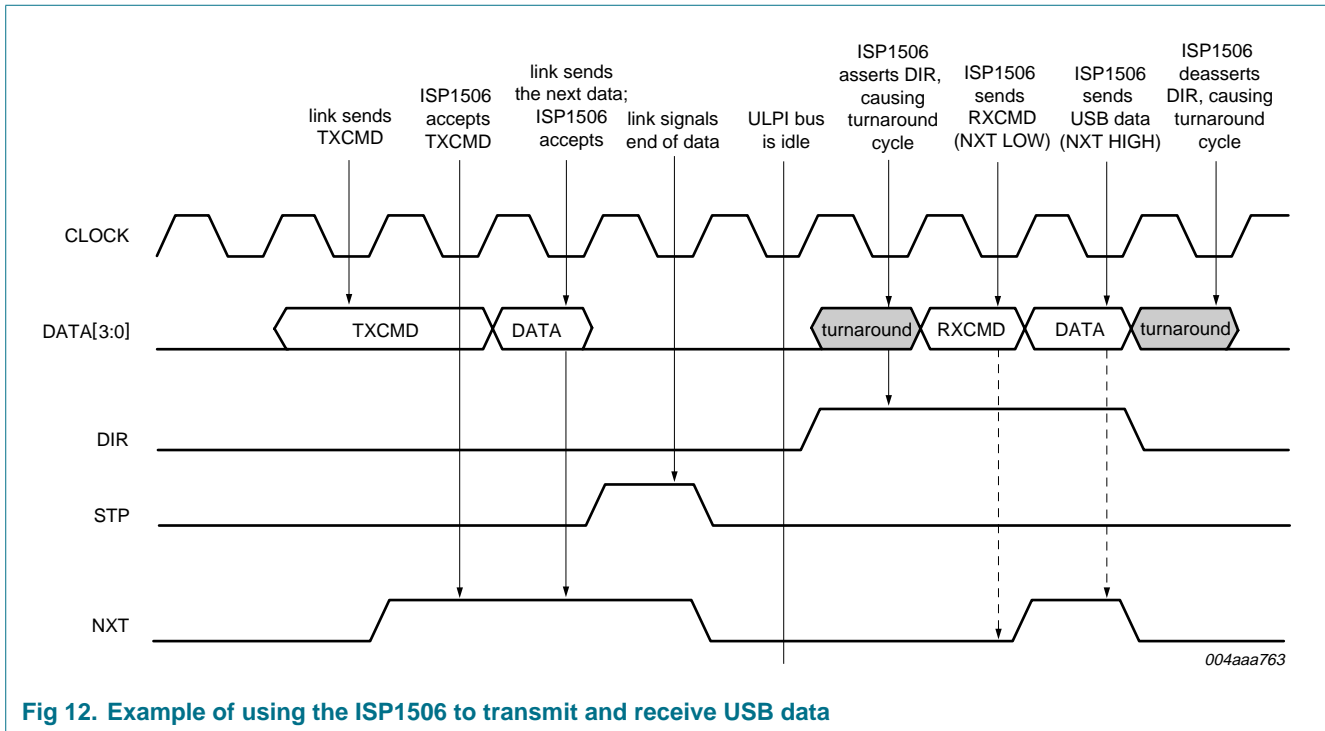 link sends
TXCMD
ISP1506
accepts
TXCMD
link sends
the next data;
ISP1506
accepts
link signals
end of data
ULPI bus
is idle
ISP1506
asserts DIR,
causing
turnaround
cycle
ISP1506
sends
RXCMD
(NXT LOW)
ISP1506
sends
USB data
(NXT HIGH)
ISP1506
deasserts
DIR, causing
turnaround
cycle
CLOCK
DATA[3:0]
TXCMD
DATA
turnaround
RXCMD
DATA
turnaround
DIR
STP
NXT
004aaa763
Fig 12. Example of using the ISP1506 to transmit and receive USB data